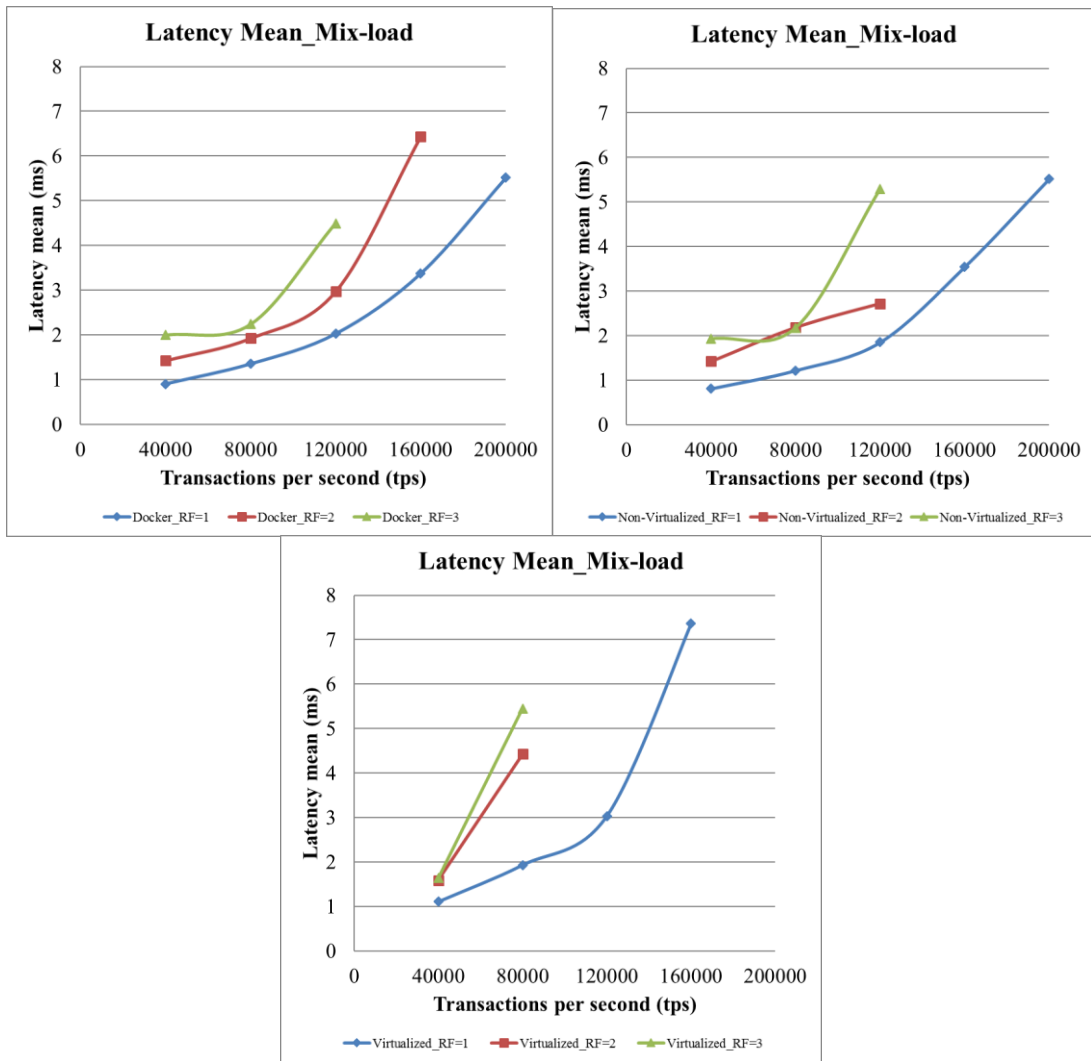 Latency Mean_Mix-load
8
7
6
5
4
3
2
1
0
Latency mean (ms)
0 40000 80000 120000 160000 200000
Transactions per second (tps)
Docker_RF=1 Docker_RF=2 Docker_RF=3
Latency Mean_Mix-load
8
7
6
5
4
3
2
1
0
Latency mean (ms)
0 40000 80000 120000 160000 200000
Transactions per second (tps)
Non-Virtualized_RF=1 Non-Virtualized_RF=2 Non-Virtualized_RF=3
Latency Mean_Mix-load
8
7
6
5
4
3
2
1
0
Latency mean (ms)
0 40000 80000 120000 160000 200000
Transactions per second (tps)
Virtualized_RF=1 Virtualized_RF=2 Virtualized_RF=3